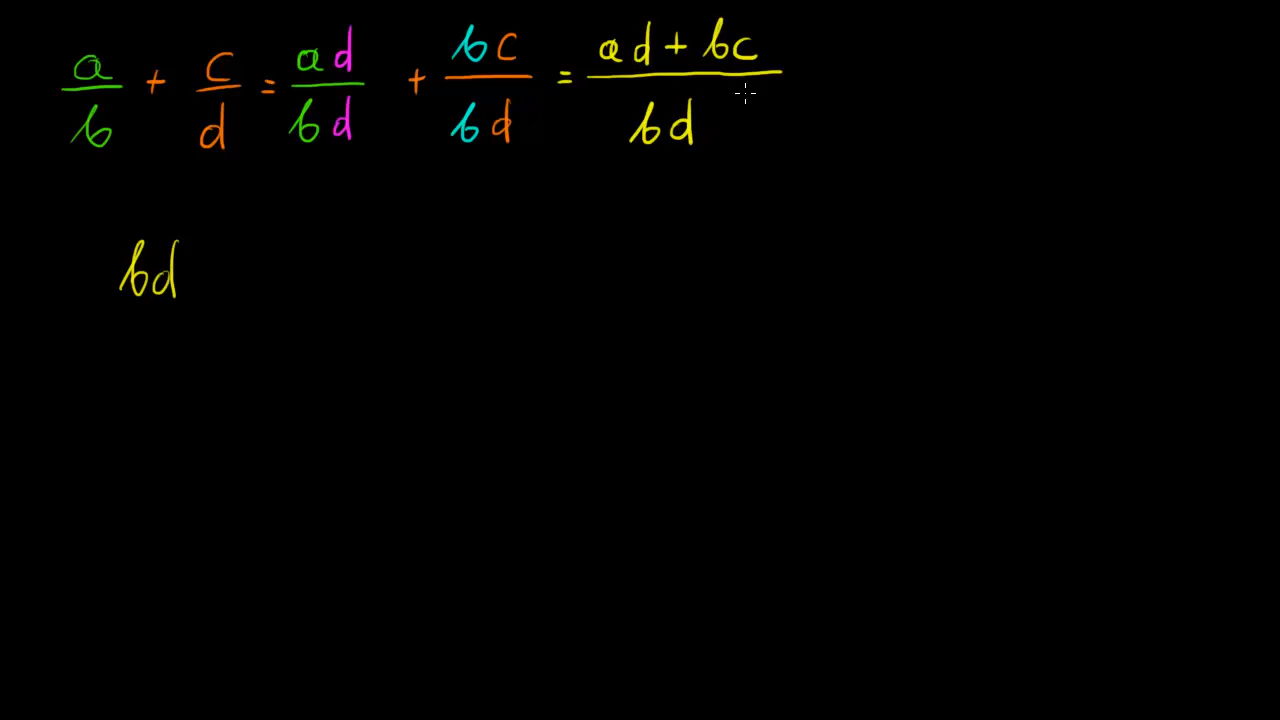 a/b + c/d = ad/bd + bc/bd = ad + bc/bd
bd